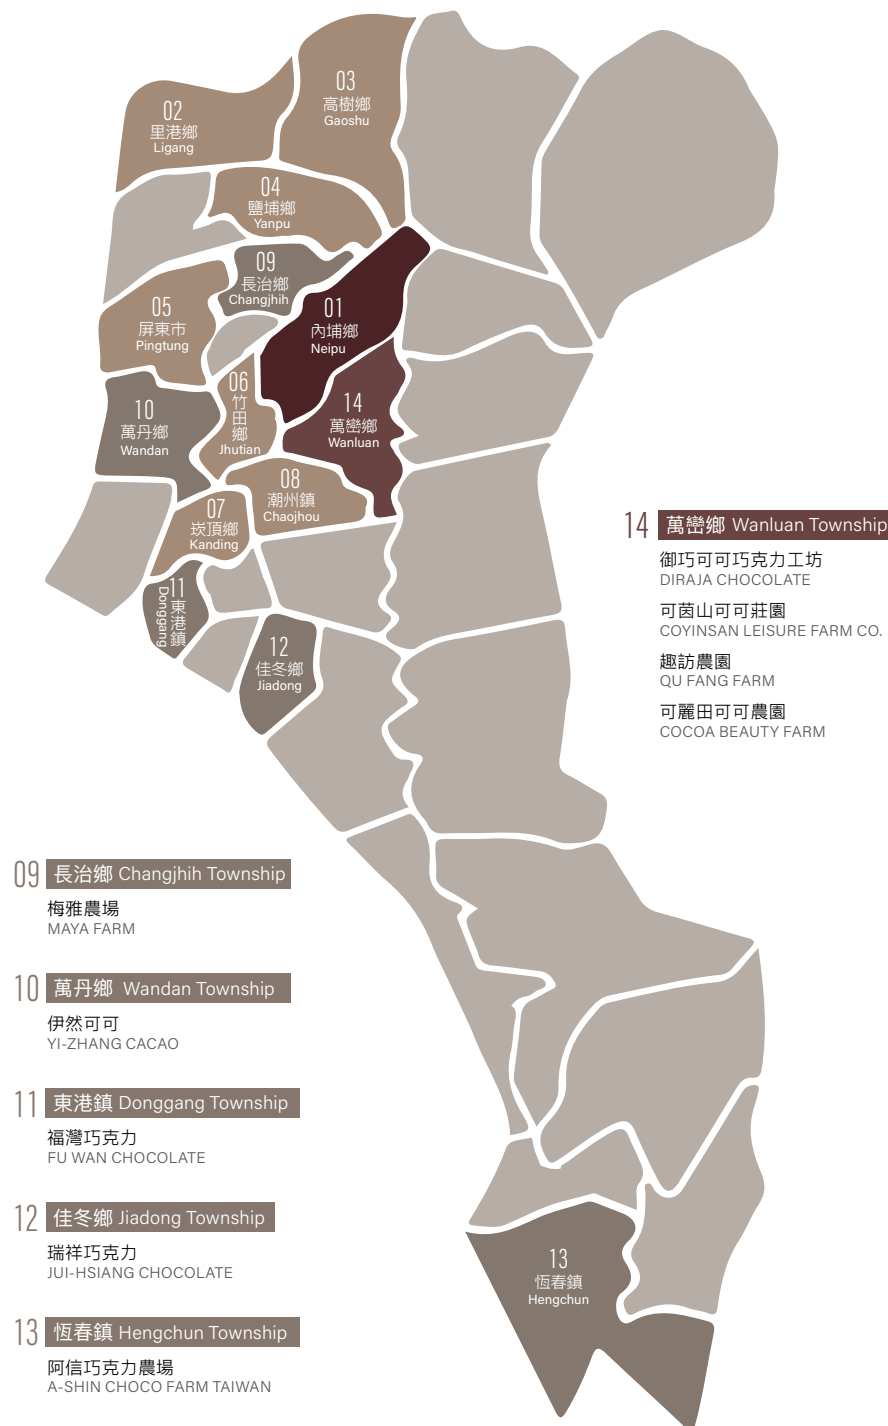 03
高樹鄉
Gaoshu
02
里港鄉
Ligang
04
鹽埔鄉
Yanpu
09
長治鄉
Changjhih
05
屏東市
Pingtung
01
內埔鄉
Neipu
06
竹田鄉
Jhutian
14
萬巒鄉
Wanluan
10
萬丹鄉
Wandan
08
潮州鎮
Chaojhou
07
崁頂鄉
Kanding
11
東港鎮
Donggang
12
佳冬鄉
Jiadong
13
恆春鎮
Hengchun
14 萬巒鄉 Wanluan Township
御巧可可巧克力工坊
DIRAJA CHOCOLATE
可茵山可可莊園
COYINSAN LEISURE FARM CO.
趣訪農園
QU FANG FARM
可麗田可可農園
COCOA BEAUTY FARM
09 長治鄉 Changjhih Township
梅雅農場
MAYA FARM
10 萬丹鄉 Wandan Township
伊然可可
YI-ZHANG CACAO
11 東港鎮 Donggang Township
福灣巧克力
FU WAN CHOCOLATE
12 佳冬鄉 Jiadong Township
瑞祥巧克力
JUI-HSIANG CHOCOLATE
13 恆春鎮 Hengchun Township
阿信巧克力農場
A-SHIN CHOCO FARM TAIWAN